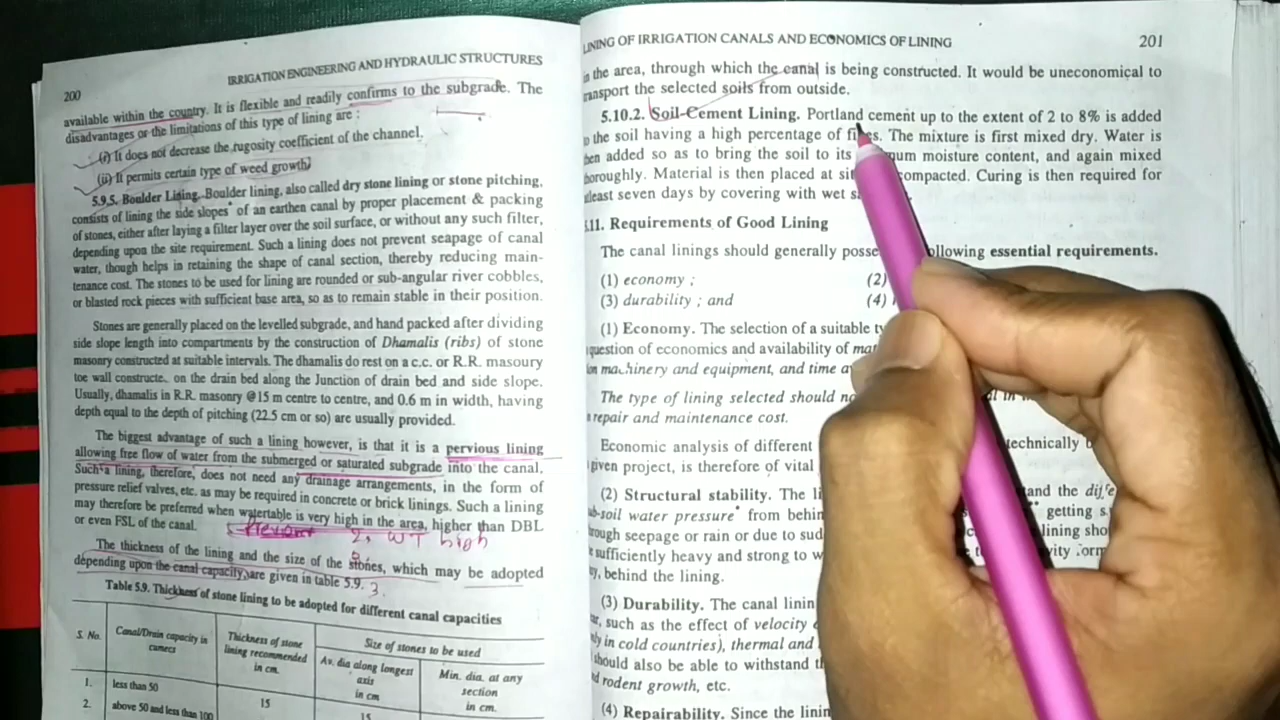 200
IRRIGATION ENGINEERING AND HYDRAULIC STRUCTURES
available within the country. It is flexible and readily confirms to the subgrade. The
disadvantages or the limitations of this type of lining are :
(i) It does not decrease the rugosity coefficient of the channel.
(ii) It permits certain type of weed growth.
5.9.5. Boulder Lining. Boulder lining, also called dry stone lining or stone pitching,
consists of lining the side slopes* of an earthen canal by proper placement & packing
of stones, either after laying a filter layer over the soil surface, or without any such filter,
depending upon the site requirement. Such a lining does not prevent seapage of canal
water, though helps in retaining the shape of canal section, thereby reducing main-
tenance cost. The stones to be used for lining are rounded or sub-angular river cobbles,
or blasted rock pieces with sufficient base area, so as to remain stable in their position.
Stones are generally placed on the levelled subgrade, and hand packed after dividing
side slope length into compartments by the construction of Dhamalis (ribs) of stone
masonry constructed at suitable intervals. The dhamalis do rest on a c.c. or R.R. masoury
toe wall on the drain bed along the Junction of drain bed and side slope.
Usually, dhamalis in R.R. masonry @15 m centre to centre, and 0.6 m in width, having
depth equal to the depth of pitching (22.5 cm or so) are usually provided.
The biggest advantage of such a lining however, is that it is a pervious lining
allowing free flow of water from the submerged or saturated subgrade into the canal.
Such a lining, therefore, does not need any drainage arrangements, in the form of
pressure relief valves, etc. as may be required in concrete or brick linings. Such a lining
may therefore be preferred when watertable is very high in the area, higher than DBL
or even FSL of the canal.
2, WT high
The thickness of the lining and the size of the stones, which may be adopted
depending upon the canal capacity, are given in table 5.9. 3.
Table 5.9. Thickness of stone lining to be adopted for different canal capacities
S. No.
Canal/Drain capacity in
cumecs
Thickness of stone
lining recommended
in cm.
Size of stones to be used
Av. dia along longest
axis
in cm
Min. dia. at any
section
in cm.
1. less than 50 15 15
2. above 50 and less than 100
LINING OF IRRIGATION CANALS AND ECONOMICS OF LINING
201
in the area, through which the canal is being constructed. It would be uneconomical to
transport the selected soils from outside.
5.10.2. Soil-Cement Lining. Portland cement up to the extent of 2 to 8% is added
to the soil having a high percentage of fines. The mixture is first mixed dry. Water is
then added so as to bring the soil to its moisture content, and again mixed
thoroughly. Material is then placed at compacted. Curing is then required for
atleast seven days by covering with wet
11. Requirements of Good Lining
The canal linings should generally following essential requirements.
(1) economy ; (2)
(3) durability ; and (4)
(1) Economy. The selection of a suitable
question of economics and availability of
machinery and equipment, and time
The type of lining selected should
repair and maintenance cost.
Economic analysis of different technically
given project, is therefore of vital
(2) Structural stability. The and the
water pressure* from behind getting
through seepage or rain or due to lining
sufficiently heavy and strong to
behind the lining.
(3) Durability. The canal
such as the effect of velocity
in cold countries), thermal and
should also be able to withstand
rodent growth, etc.
(4) Repairability. Since the